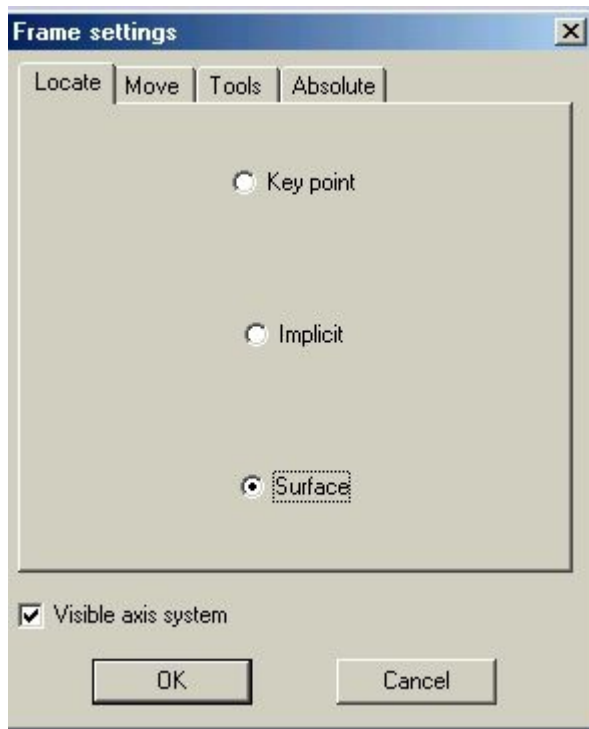 Frame settings
Locate Move Tools Absolute
Key point
Implicit
Surface
Visible axis system
OK Cancel